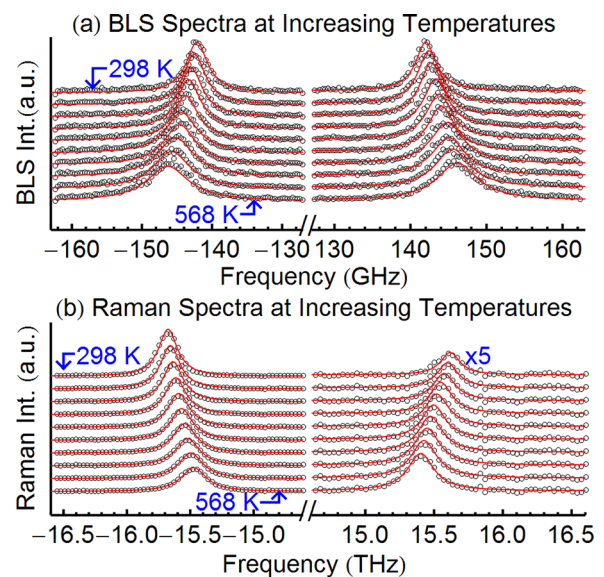 (a) BLS Spectra at Increasing Temperatures
BLS Int.(a.u.)
298 K
568 K
−160 −150 −140 −130 // 130 140 150 160
Frequency (GHz)
(b) Raman Spectra at Increasing Temperatures
Raman Int. (a.u.)
298 K
x5
568 K
−16.5 −16.0 −15.5 −15.0 // 15.0 15.5 16.0 16.5
Frequency (THz)